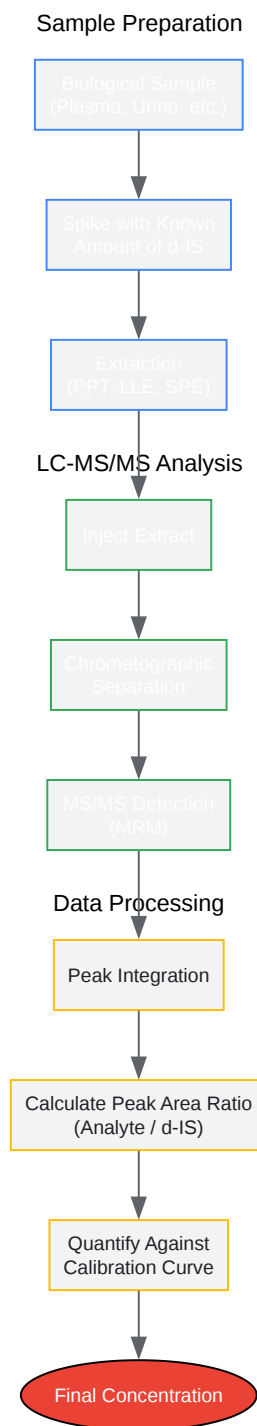 Sample Preparation
Biological Sample
(Plasma, Urine, etc.)
Spike with Known
Amount of d-IS
Extraction
(PPT, LLE, SPE)
LC-MS/MS Analysis
Inject Extract
Chromatographic
Separation
MS/MS Detection
(MRM)
Data Processing
Peak Integration
Calculate Peak Area Ratio
(Analyte / d-IS)
Quantify Against
Calibration Curve
Final Concentration